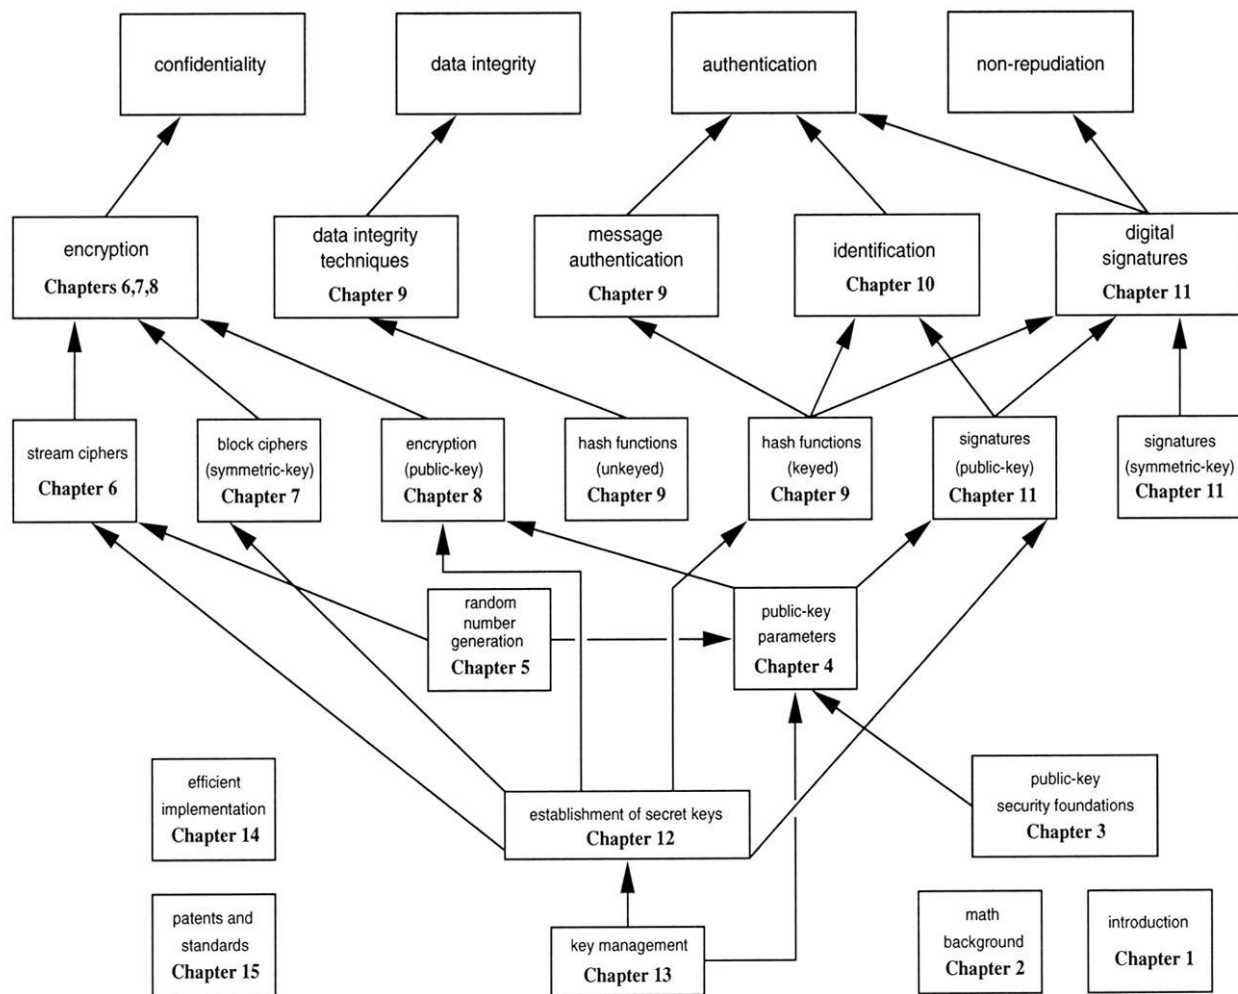 confidentiality
data integrity
authentication
non-repudiation
encryption
Chapters 6,7,8
data integrity
techniques
Chapter 9
message
authentication
Chapter 9
identification
Chapter 10
digital
signatures
Chapter 11
stream ciphers
Chapter 6
block ciphers
(symmetric-key)
Chapter 7
encryption
(public-key)
Chapter 8
hash functions
(unkeyed)
Chapter 9
hash functions
(keyed)
Chapter 9
signatures
(public-key)
Chapter 11
signatures
(symmetric-key)
Chapter 11
random
number
generation
Chapter 5
public-key
parameters
Chapter 4
efficient
implementation
Chapter 14
establishment of secret keys
Chapter 12
public-key
security foundations
Chapter 3
patents and
standards
Chapter 15
key management
Chapter 13
math
background
Chapter 2
introduction
Chapter 1